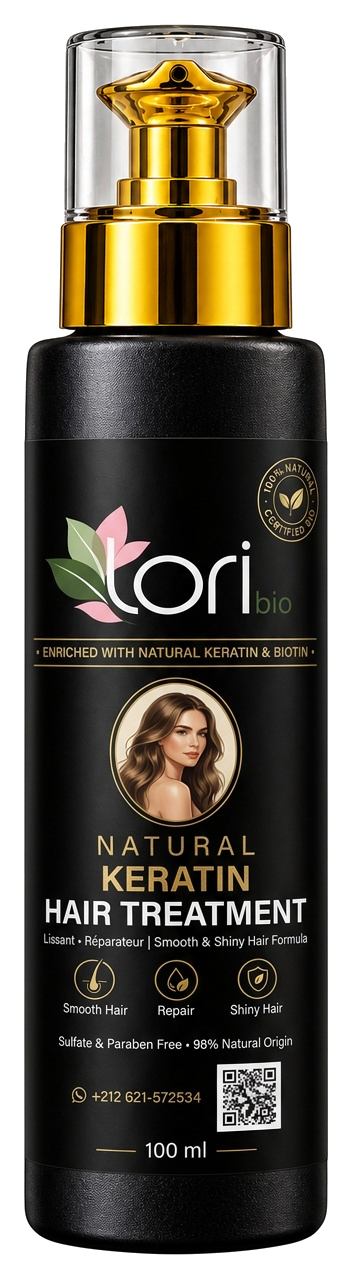 100% NATURAL
CERTIFIED BIO
lori bio
• ENRICHED WITH NATURAL KERATIN & BIOTIN •
NATURAL
KERATIN
HAIR TREATMENT
Lissant • Réparateur | Smooth & Shiny Hair Formula
Smooth Hair Repair Shiny Hair
Sulfate & Paraben Free • 98% Natural Origin
+212 621-572534
100 ml